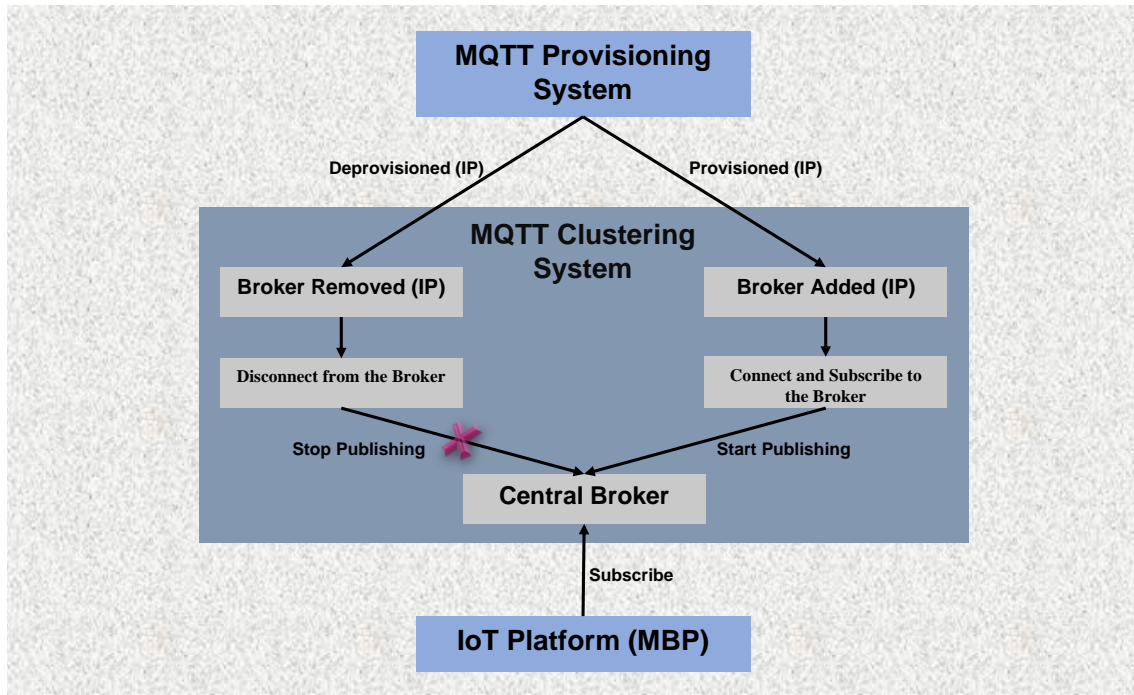 MQTT Provisioning
System
Deprovisioned (IP)
Provisioned (IP)
MQTT Clustering
System
Broker Removed (IP)
Broker Added (IP)
Disconnect from the Broker
Connect and Subscribe to
the Broker
Stop Publishing
Start Publishing
Central Broker
Subscribe
IoT Platform (MBP)